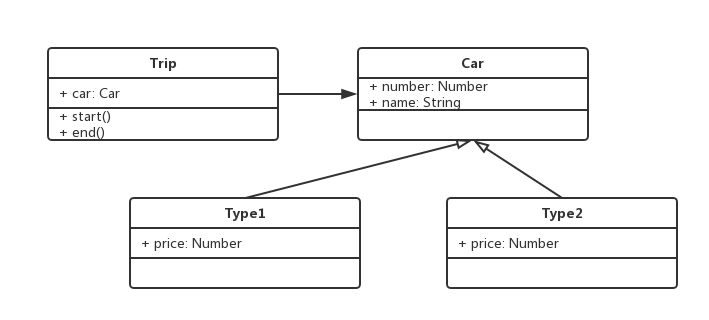 Trip
+ car: Car
+ start()
+ end()
Car
+ number: Number
+ name: String
Type1
+ price: Number
Type2
+ price: Number